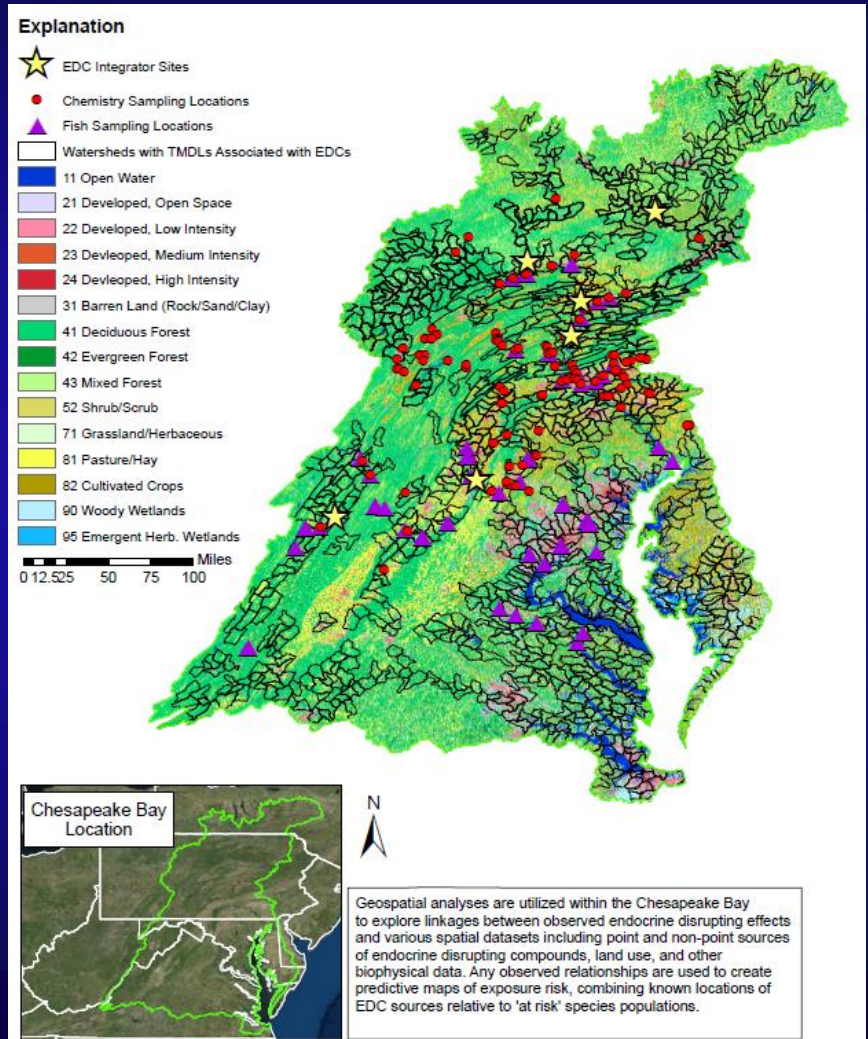 Explanation
EDC Integrator Sites
Chemistry Sampling Locations
Fish Sampling Locations
Watersheds with TMDLs Associated with EDCs
11 Open Water
21 Developed, Open Space
22 Developed, Low Intensity
23 Devleoped, Medium Intensity
24 Devleoped, High Intensity
31 Barren Land (Rock/Sand/Clay)
41 Deciduous Forest
42 Evergreen Forest
43 Mixed Forest
52 Shrub/Scrub
71 Grassland/Herbaceous
81 Pasture/Hay
82 Cultivated Crops
90 Woody Wetlands
95 Emergent Herb. Wetlands
Miles
0 12.525 50 75 100
Chesapeake Bay
Location
N
Geospatial analyses are utilized within the Chesapeake Bay
to explore linkages between observed endocrine disrupting effects
and various spatial datasets including point and non-point sources
of endocrine disrupting compounds, land use, and other
biophysical data. Any observed relationships are used to create
predictive maps of exposure risk, combining known locations of
EDC sources relative to 'at risk' species populations.